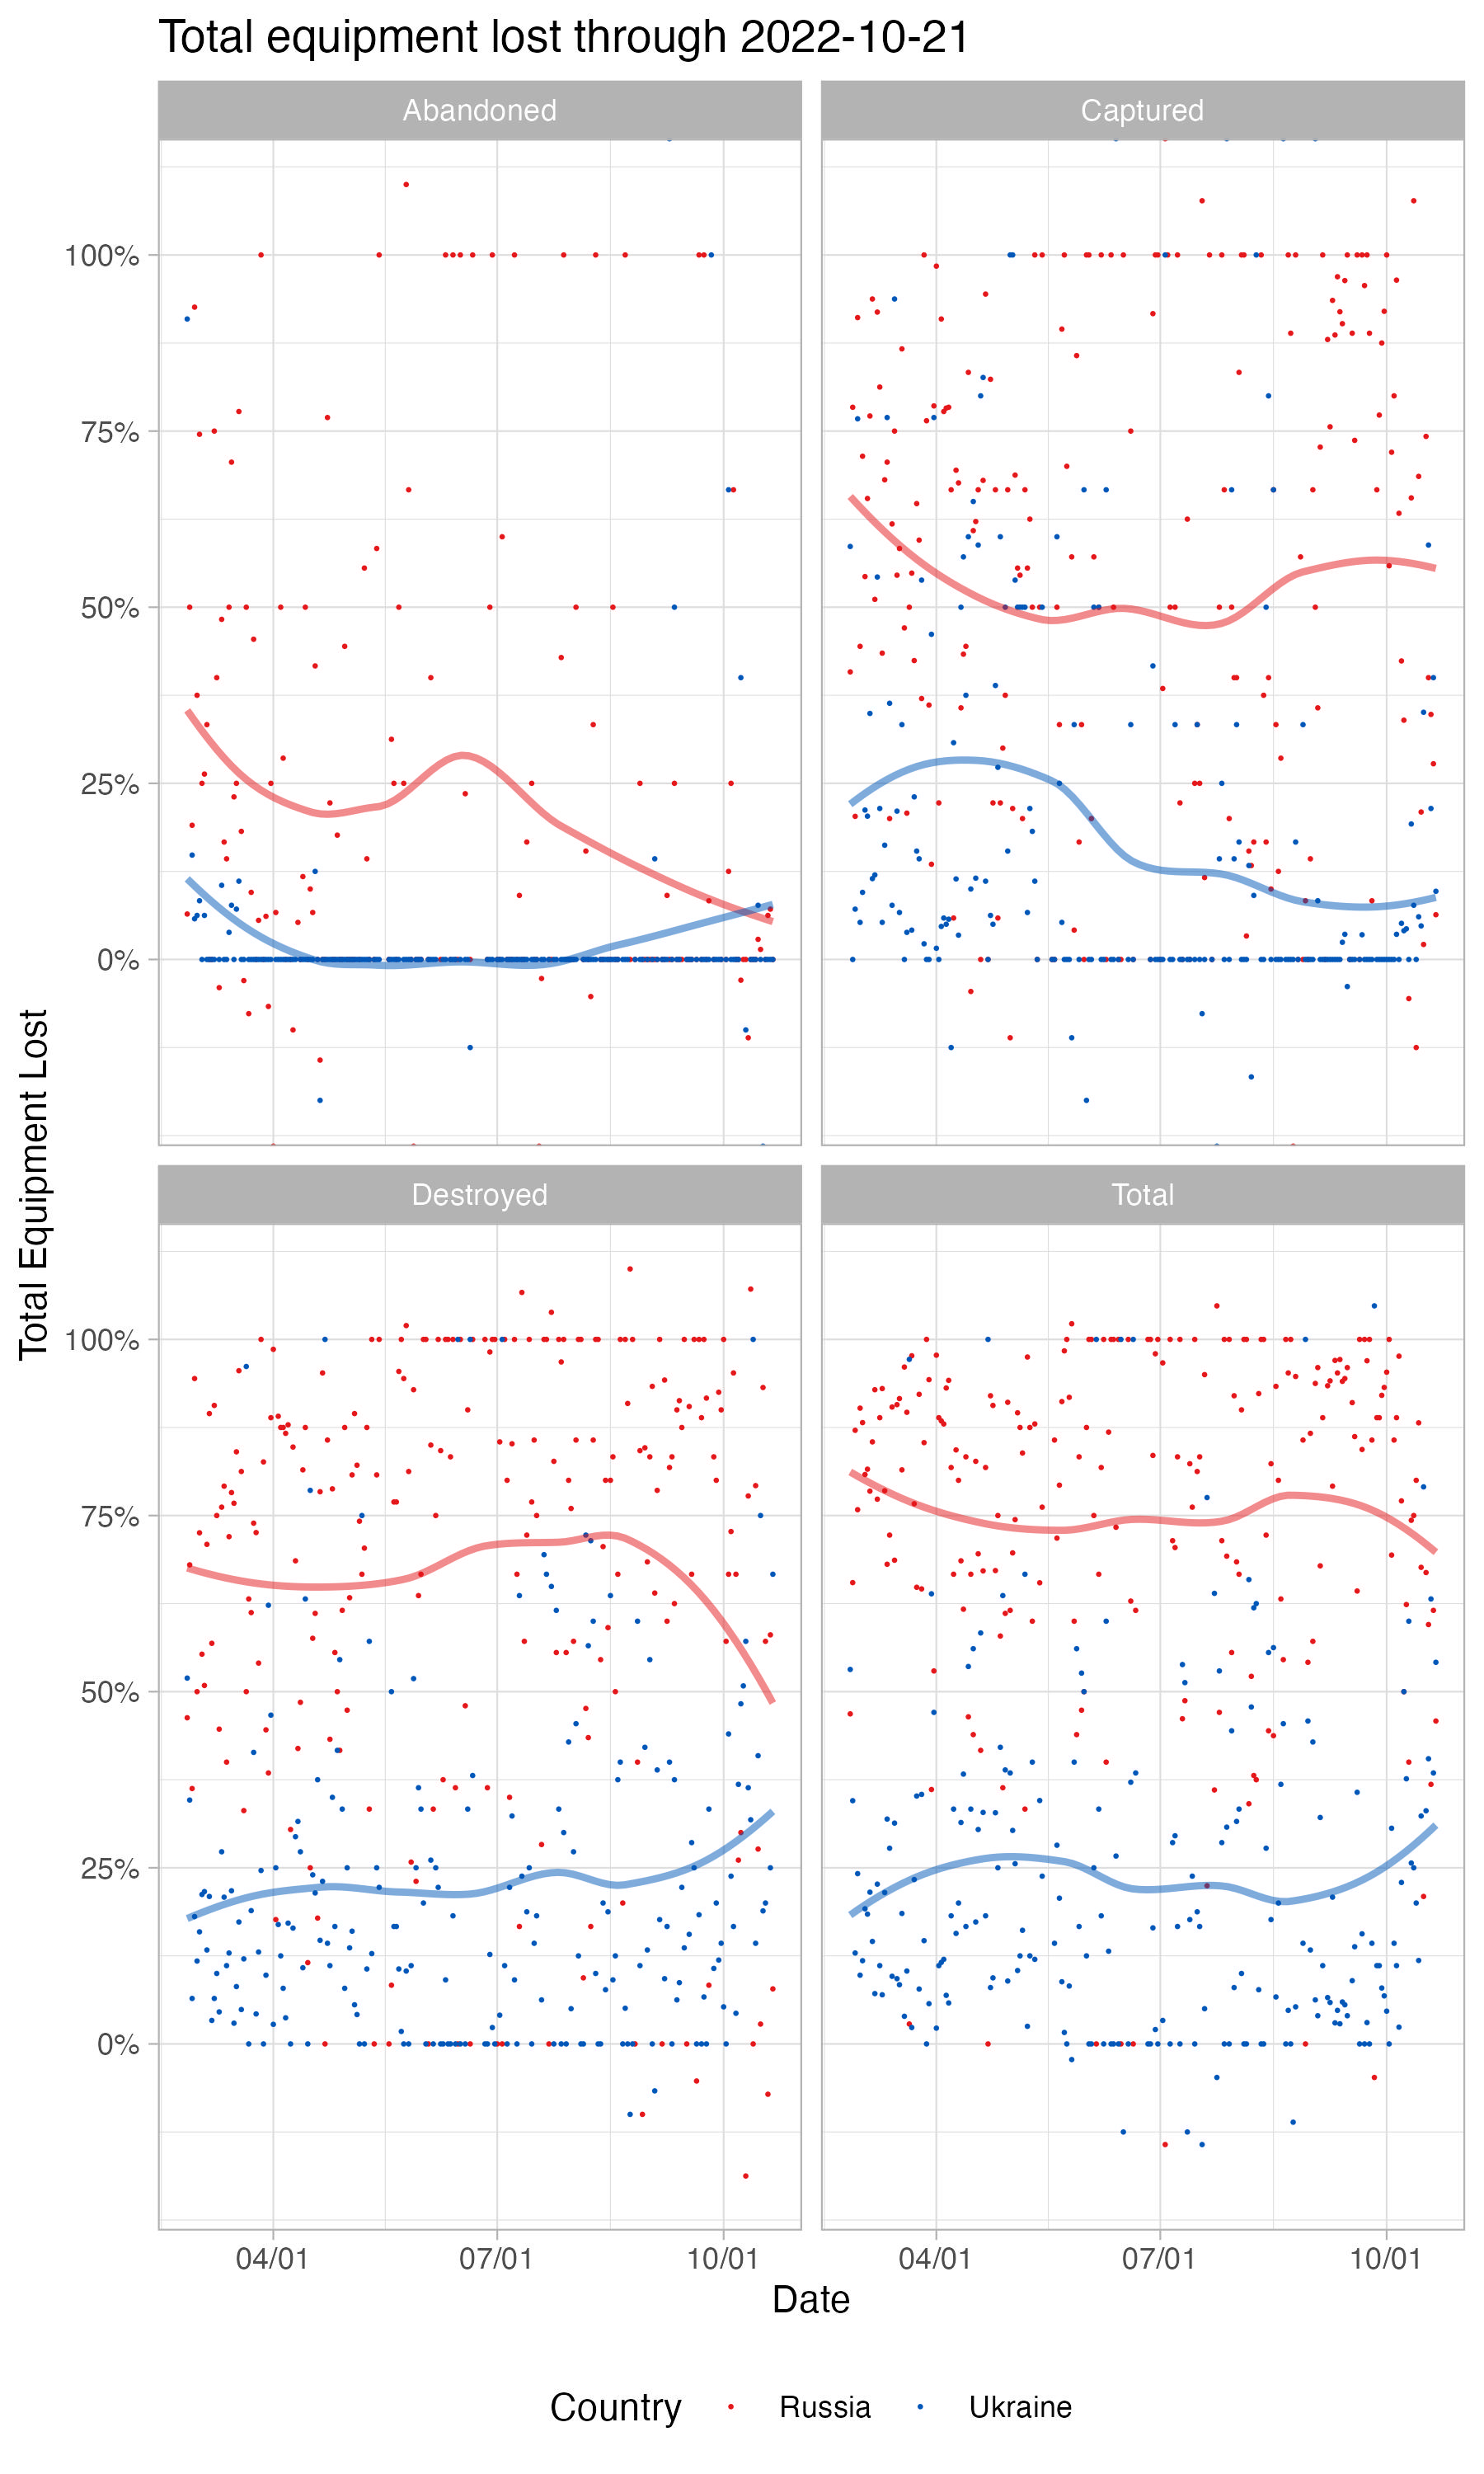 Total equipment lost through 2022-10-21
Abandoned
Captured
100%
75%
50%
25%
0%
Total Equipment Lost
Destroyed
Total
100%
75%
50%
25%
0%
04/01
07/01
10/01
04/01
07/01
10/01
Date
Country
Russia
Ukraine